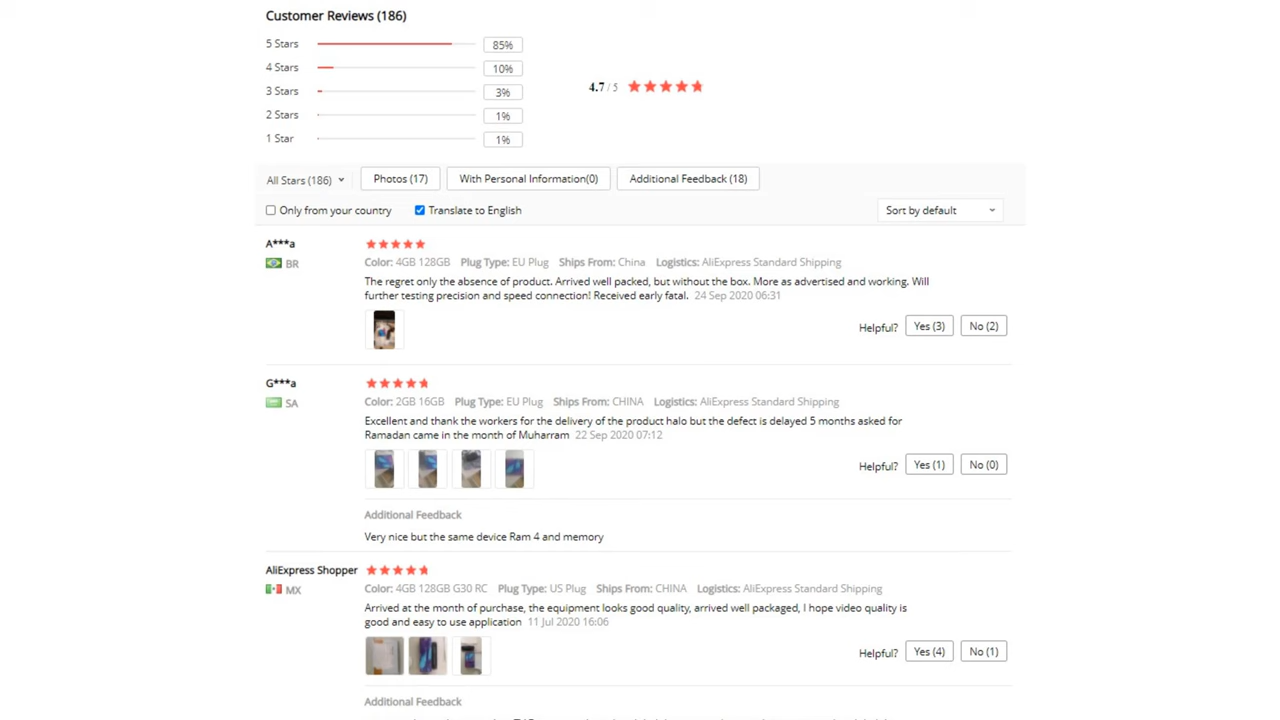 Customer Reviews (186)
5 Stars 85%
4 Stars 10%
3 Stars 3%
2 Stars 1%
1 Star 1%
4.7 / 5
All Stars (186) Photos (17) With Personal Information(0) Additional Feedback (18)
Only from your country Translate to English Sort by default
A***a
BR
Color: 4GB 128GB Plug Type: EU Plug Ships From: China Logistics: AliExpress Standard Shipping
The regret only the absence of product. Arrived well packed, but without the box. More as advertised and working. Will
further testing precision and speed connection! Received early fatal. 24 Sep 2020 06:31
Helpful? Yes (3) No (2)
G***a
SA
Color: 2GB 16GB Plug Type: EU Plug Ships From: CHINA Logistics: AliExpress Standard Shipping
Excellent and thank the workers for the delivery of the product halo but the defect is delayed 5 months asked for
Ramadan came in the month of Muharram 22 Sep 2020 07:12
Helpful? Yes (1) No (0)
Additional Feedback
Very nice but the same device Ram 4 and memory
AliExpress Shopper
MX
Color: 4GB 128GB G30 RC Plug Type: US Plug Ships From: CHINA Logistics: AliExpress Standard Shipping
Arrived at the month of purchase, the equipment looks good quality, arrived well packaged, I hope video quality is
good and easy to use application 11 Jul 2020 16:06
Helpful? Yes (4) No (1)
Additional Feedback